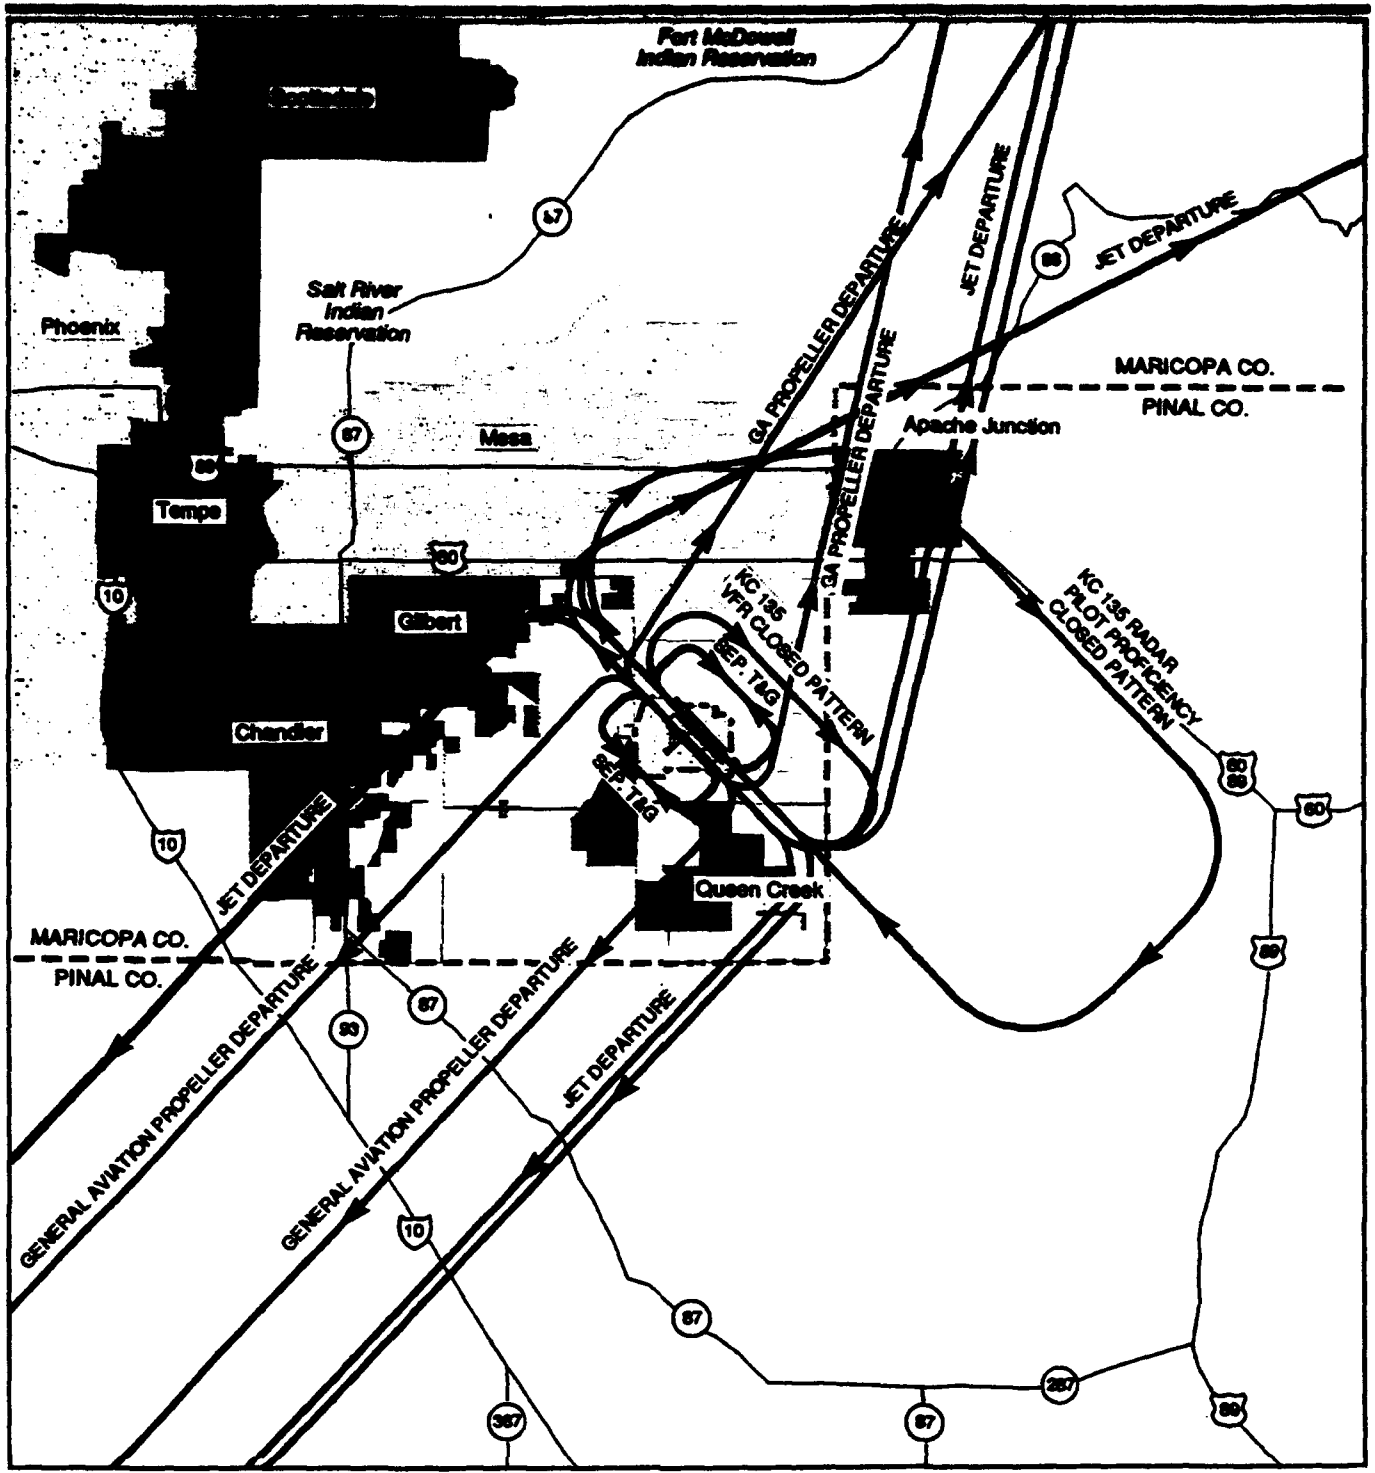 Fort McDowell
Indian Reservation
Scottsdale
87
JET DEPARTURE
JET DEPARTURE
88
GA PROPELLER DEPARTURE
Salt River
Indian
Reservation
Phoenix
MARICOPA CO.
PINAL CO.
GA PROPELLER DEPARTURE
Apache Junction
87
Mesa
Tempe
60
10
KC 135
VFR CLOSED PATTERN
KC 135 RADAR
PILOT PROFICIENCY
CLOSED PATTERN
Gilbert
SEP. T&G
Chandler
SEP. T&G
60
89
60
10
JET DEPARTURE
Queen Creek
MARICOPA CO.
PINAL CO.
89
93
87
GENERAL AVIATION PROPELLER DEPARTURE
GENERAL AVIATION PROPELLER DEPARTURE
JET DEPARTURE
10
87
287
387
87
89